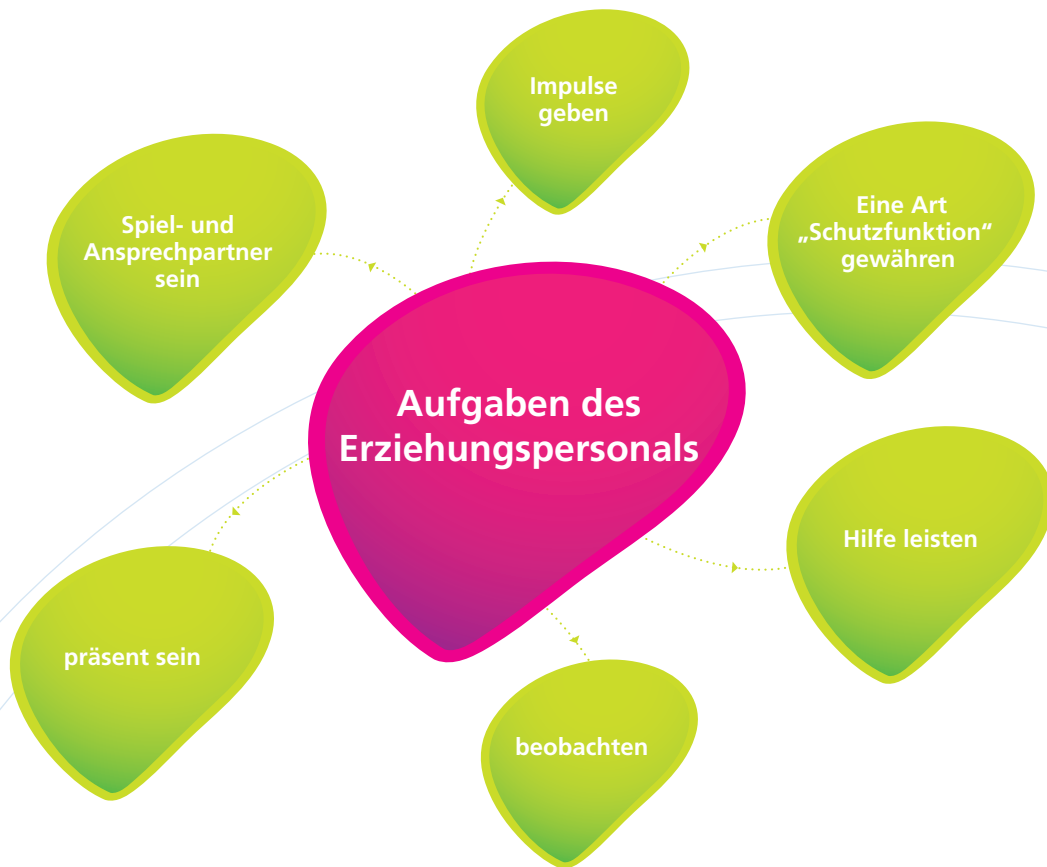 Impulse
geben
Spiel- und
Ansprechpartner
sein
Eine Art
„Schutzfunktion“
gewähren
Aufgaben des
Erziehungspersonals
Hilfe leisten
präsent sein
beobachten